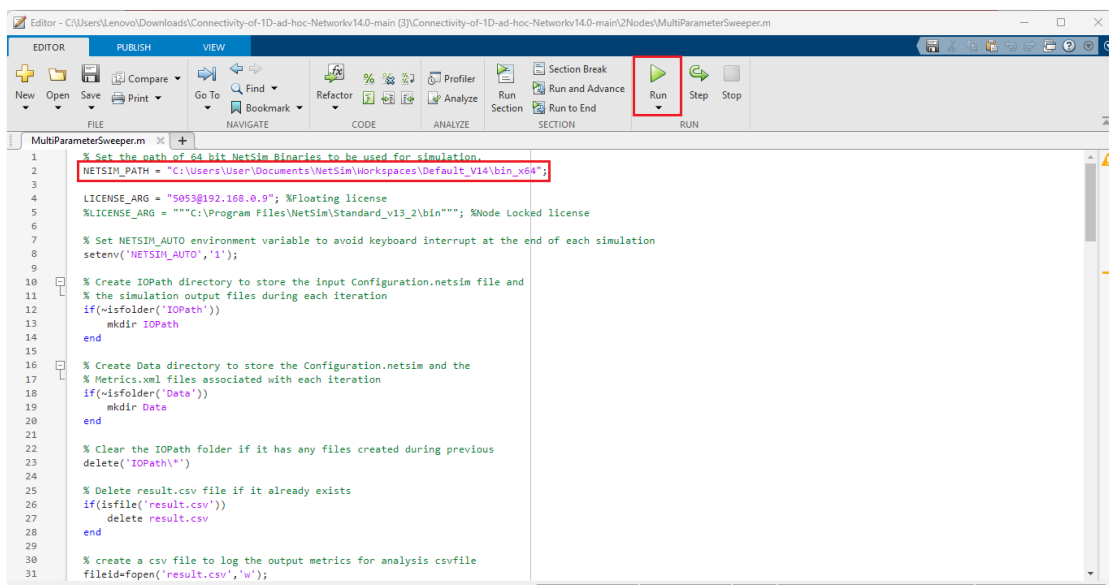 Editor - C:\Users\Lenovo\Downloads\Connectivity-of-1D-ad-hoc-Networkv14.0-main (3)\Connectivity-of-1D-ad-hoc-Networkv14.0-main\2Nodes\MultiParameterSweeper.m
EDITOR PUBLISH VIEW
New Open Save Compare Print Go To Find Bookmark Refactor Profiler Analyze Run Section Section Break Run and Advance Run to End Run Step Stop
FILE NAVIGATE CODE ANALYZE SECTION RUN
MultiParameterSweeper.m
1 % Set the path of 64 bit NetSim Binaries to be used for simulation.
2 NETSIM_PATH = "C:\Users\User\Documents\NetSim\Workspaces\Default_V14\bin_x64";
3
4 LICENSE_ARG = "5053@192.168.0.9"; %Floating license
5 %LICENSE_ARG = """C:\Program Files\NetSim\Standard_v13_2\bin"""; %Node Locked license
6
7 % Set NETSIM_AUTO environment variable to avoid keyboard interrupt at the end of each simulation
8 setenv('NETSIM_AUTO','1');
9
10 % Create IOPath directory to store the input Configuration.netsim file and
11 % the simulation output files during each iteration
12 if(~isfolder('IOPath'))
13 mkdir IOPath
14 end
15
16 % Create Data directory to store the Configuration.netsim and the
17 % Metrics.xml files associated with each iteration
18 if(~isfolder('Data'))
19 mkdir Data
20 end
21
22 % Clear the IOPath folder if it has any files created during previous
23 delete('IOPath\*')
24
25 % Delete result.csv file if it already exists
26 if(isfile('result.csv'))
27 delete result.csv
28 end
29
30 % create a csv file to log the output metrics for analysis csvfile
31 fileid=fopen('result.csv','w');